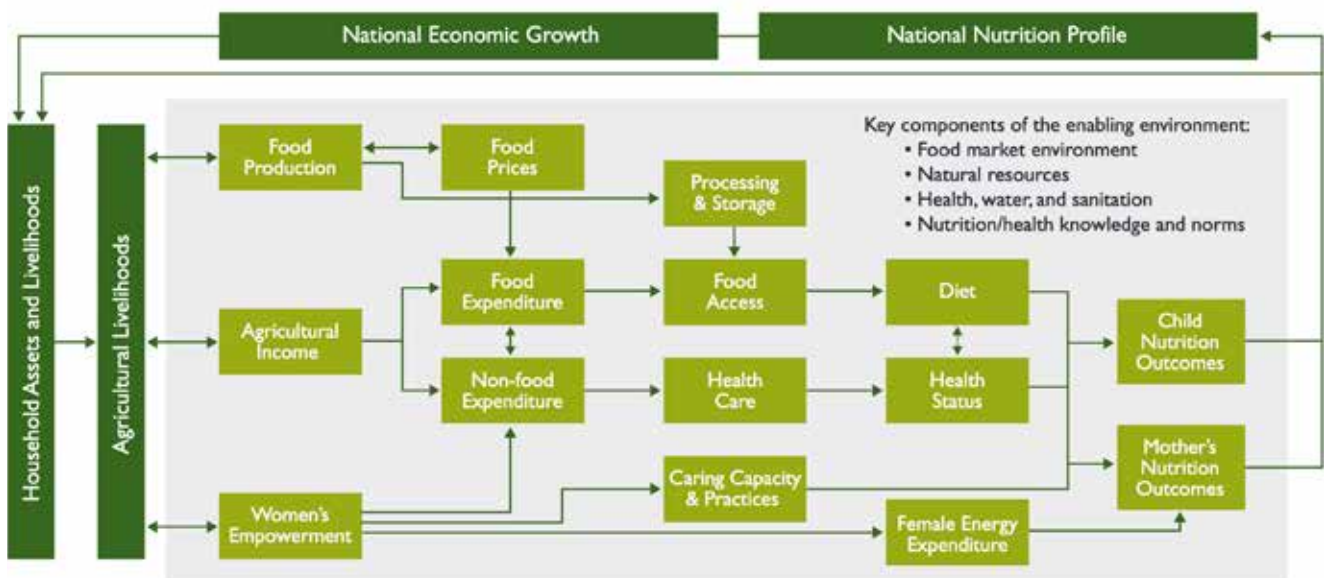 National Economic Growth
National Nutrition Profile
Household Assets and Livelihoods
Agricultural Livelihoods
Food
Production
Food
Prices
Processing
& Storage
Key components of the enabling environment:
• Food market environment
• Natural resources
• Health, water, and sanitation
• Nutrition/health knowledge and norms
Agricultural
Income
Food
Expenditure
Food
Access
Diet
Non-food
Expenditure
Health
Care
Health
Status
Child
Nutrition
Outcomes
Women's
Empowerment
Caring Capacity
& Practices
Female Energy
Expenditure
Mother's
Nutrition
Outcomes